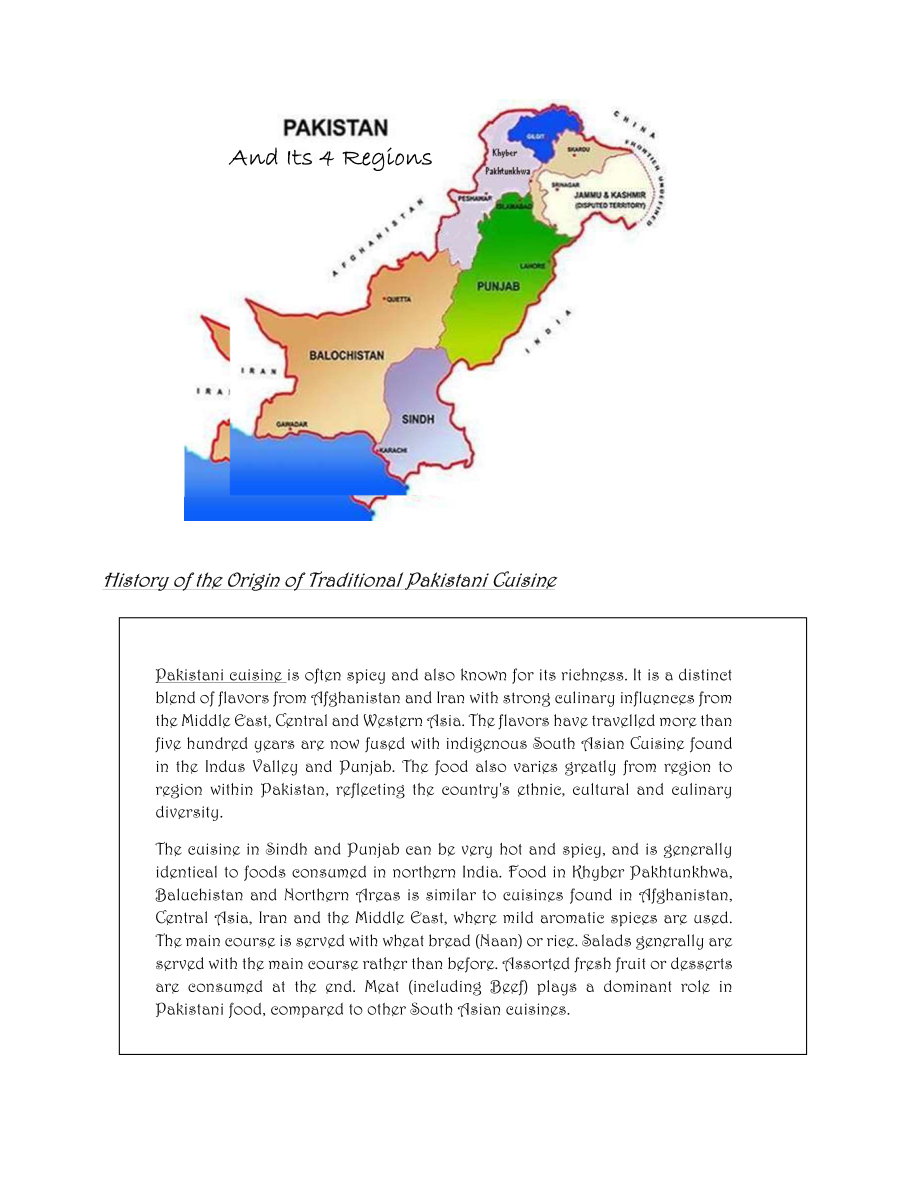 PAKISTAN
And Its 4 Regions
CHINA
FRONTIER UNDEFINED
GILGIT
SKARDU
Khyber
Pakhtunkhwa
SRINAGAR
JAMMU & KASHMIR
(DISPUTED TERRITORY)
PESHAWAR
ISLAMABAD
AFGHANISTAN
LAHORE
PUNJAB
QUETTA
INDIA
BALOCHISTAN
IRAN
IRA
SINDH
GAWADAR
KARACHI
History of the Origin of Traditional Pakistani Cuisine
Pakistani cuisine is often spicy and also known for its richness. It is a distinct
blend of flavors from Afghanistan and Iran with strong culinary influences from
the Middle East, Central and Western Asia. The flavors have travelled more than
five hundred years are now fused with indigenous South Asian Cuisine found
in the Indus Valley and Punjab. The food also varies greatly from region to
region within Pakistan, reflecting the country's ethnic, cultural and culinary
diversity.
The cuisine in Sindh and Punjab can be very hot and spicy, and is generally
identical to foods consumed in northern India. Food in Khyber Pakhtunkhwa,
Baluchistan and Northern Areas is similar to cuisines found in Afghanistan,
Central Asia, Iran and the Middle East, where mild aromatic spices are used.
The main course is served with wheat bread (Naan) or rice. Salads generally are
served with the main course rather than before. Assorted fresh fruit or desserts
are consumed at the end. Meat (including Beef) plays a dominant role in
Pakistani food, compared to other South Asian cuisines.